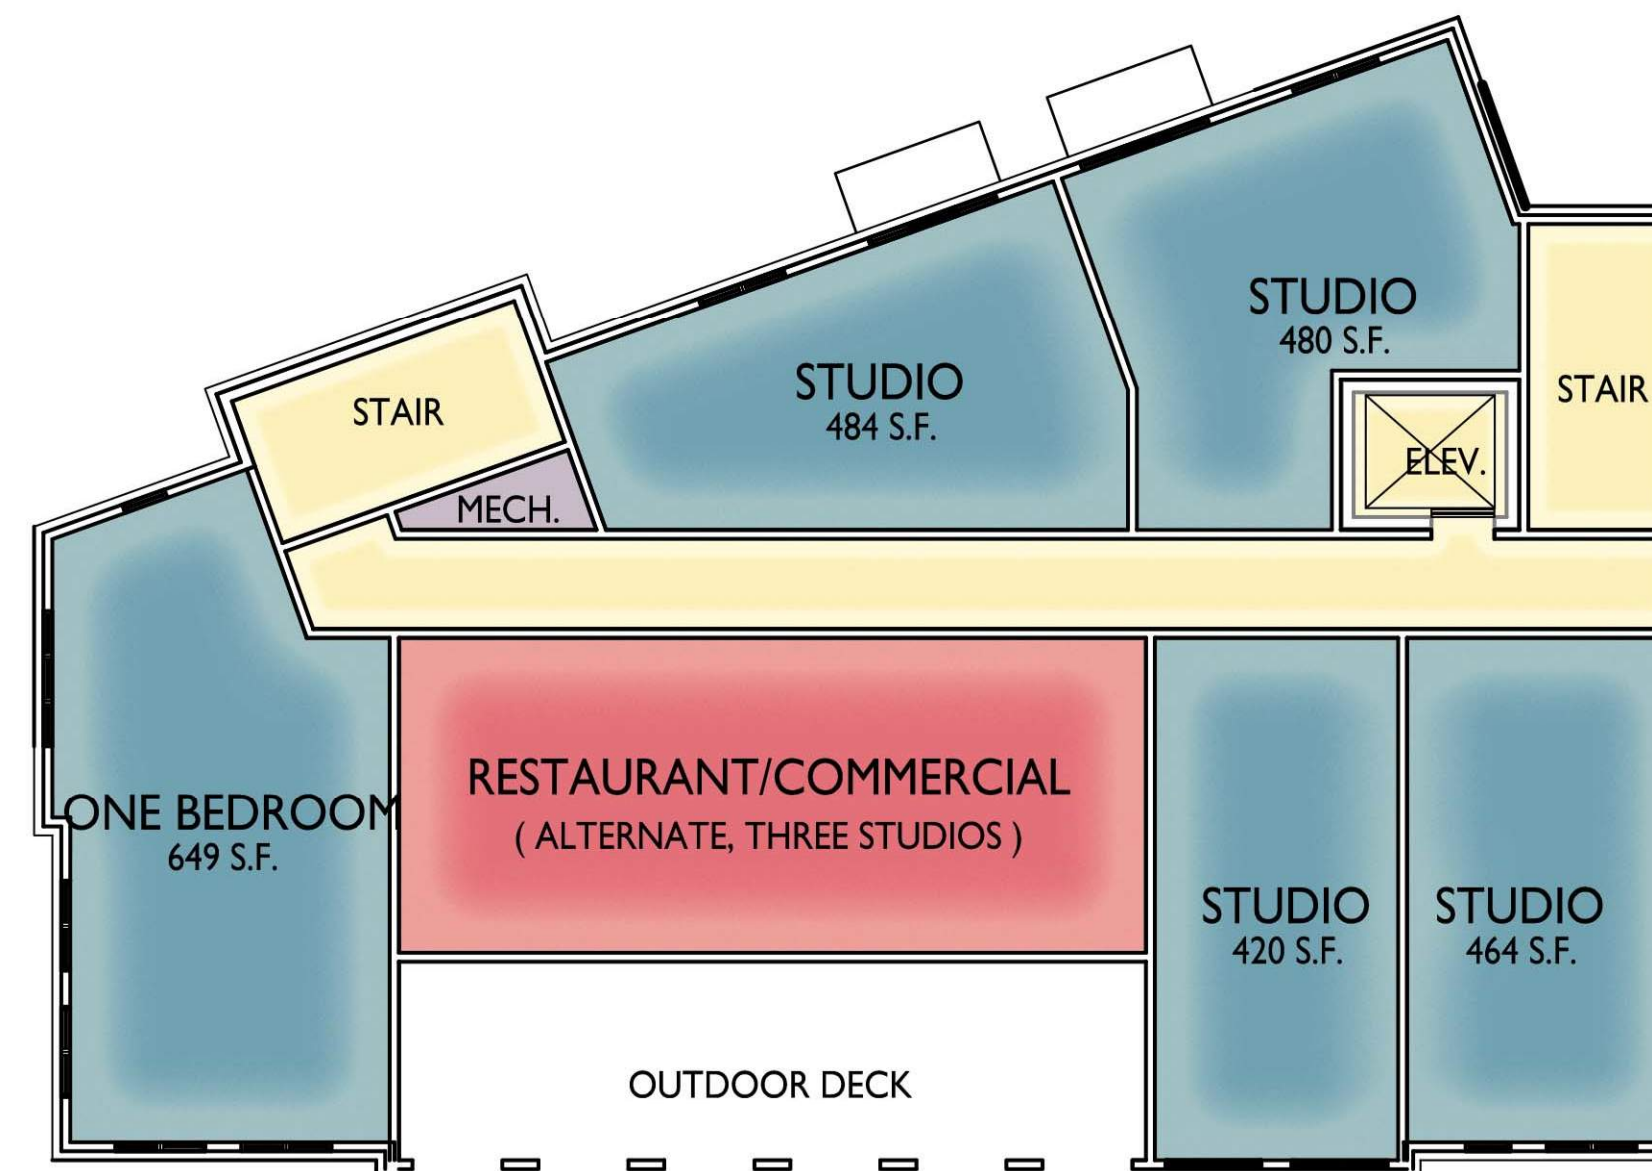 STUDIO
480 S.F.
STUDIO
484 S.F.
STAIR
STAIR
ELEV.
MECH.
RESTAURANT/COMMERCIAL
( ALTERNATE, THREE STUDIOS )
ONE BEDROOM
649 S.F.
STUDIO
420 S.F.
STUDIO
464 S.F.
OUTDOOR DECK